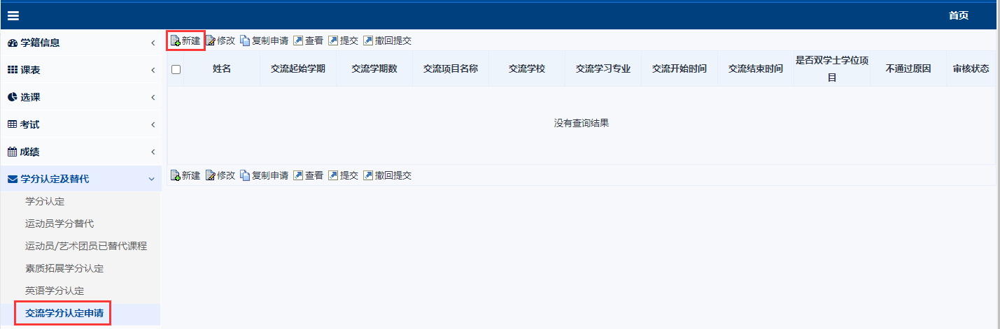 首页
学籍信息
课表
选课
考试
成绩
学分认定及替代
学分认定
运动员学分替代
运动员/艺术团员已替代课程
素质拓展学分认定
英语学分认定
交流学分认定申请
新建 修改 复制申请 查看 提交 撤回提交
姓名 交流起始学期 交流学期数 交流项目名称 交流学校 交流学习专业 交流开始时间 交流结束时间 是否双学士学位项目 不通过原因 审核状态
没有查询结果
新建 修改 复制申请 查看 提交 撤回提交